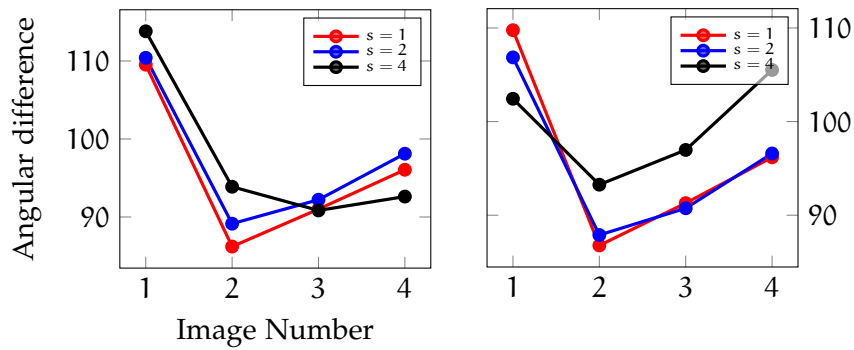 Angular difference
110
100
90
1 2 3 4
Image Number
s = 1
s = 2
s = 4
110
100
90
1 2 3 4
s = 1
s = 2
s = 4